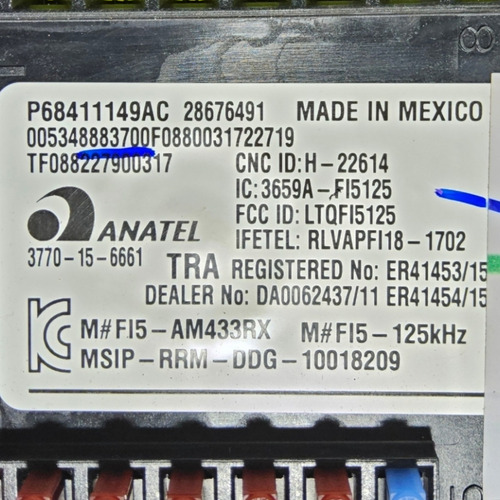 P68411149AC 28676491 MADE IN MEXICO
005348883700F0880031722719
TF088227900317 CNC ID:H-22614
IC:3659A-FI5125
FCC ID: LTQFI5125
ANATEL
IFETEL: RLVAPFI18-1702
3770-15-6661
TRA REGISTERED No: ER41453/15
DEALER No: DA0062437/11 ER41454/15
M#FI5-AM433RX M#FI5-125kHz
MSIP-RRM-DDG-10018209
8